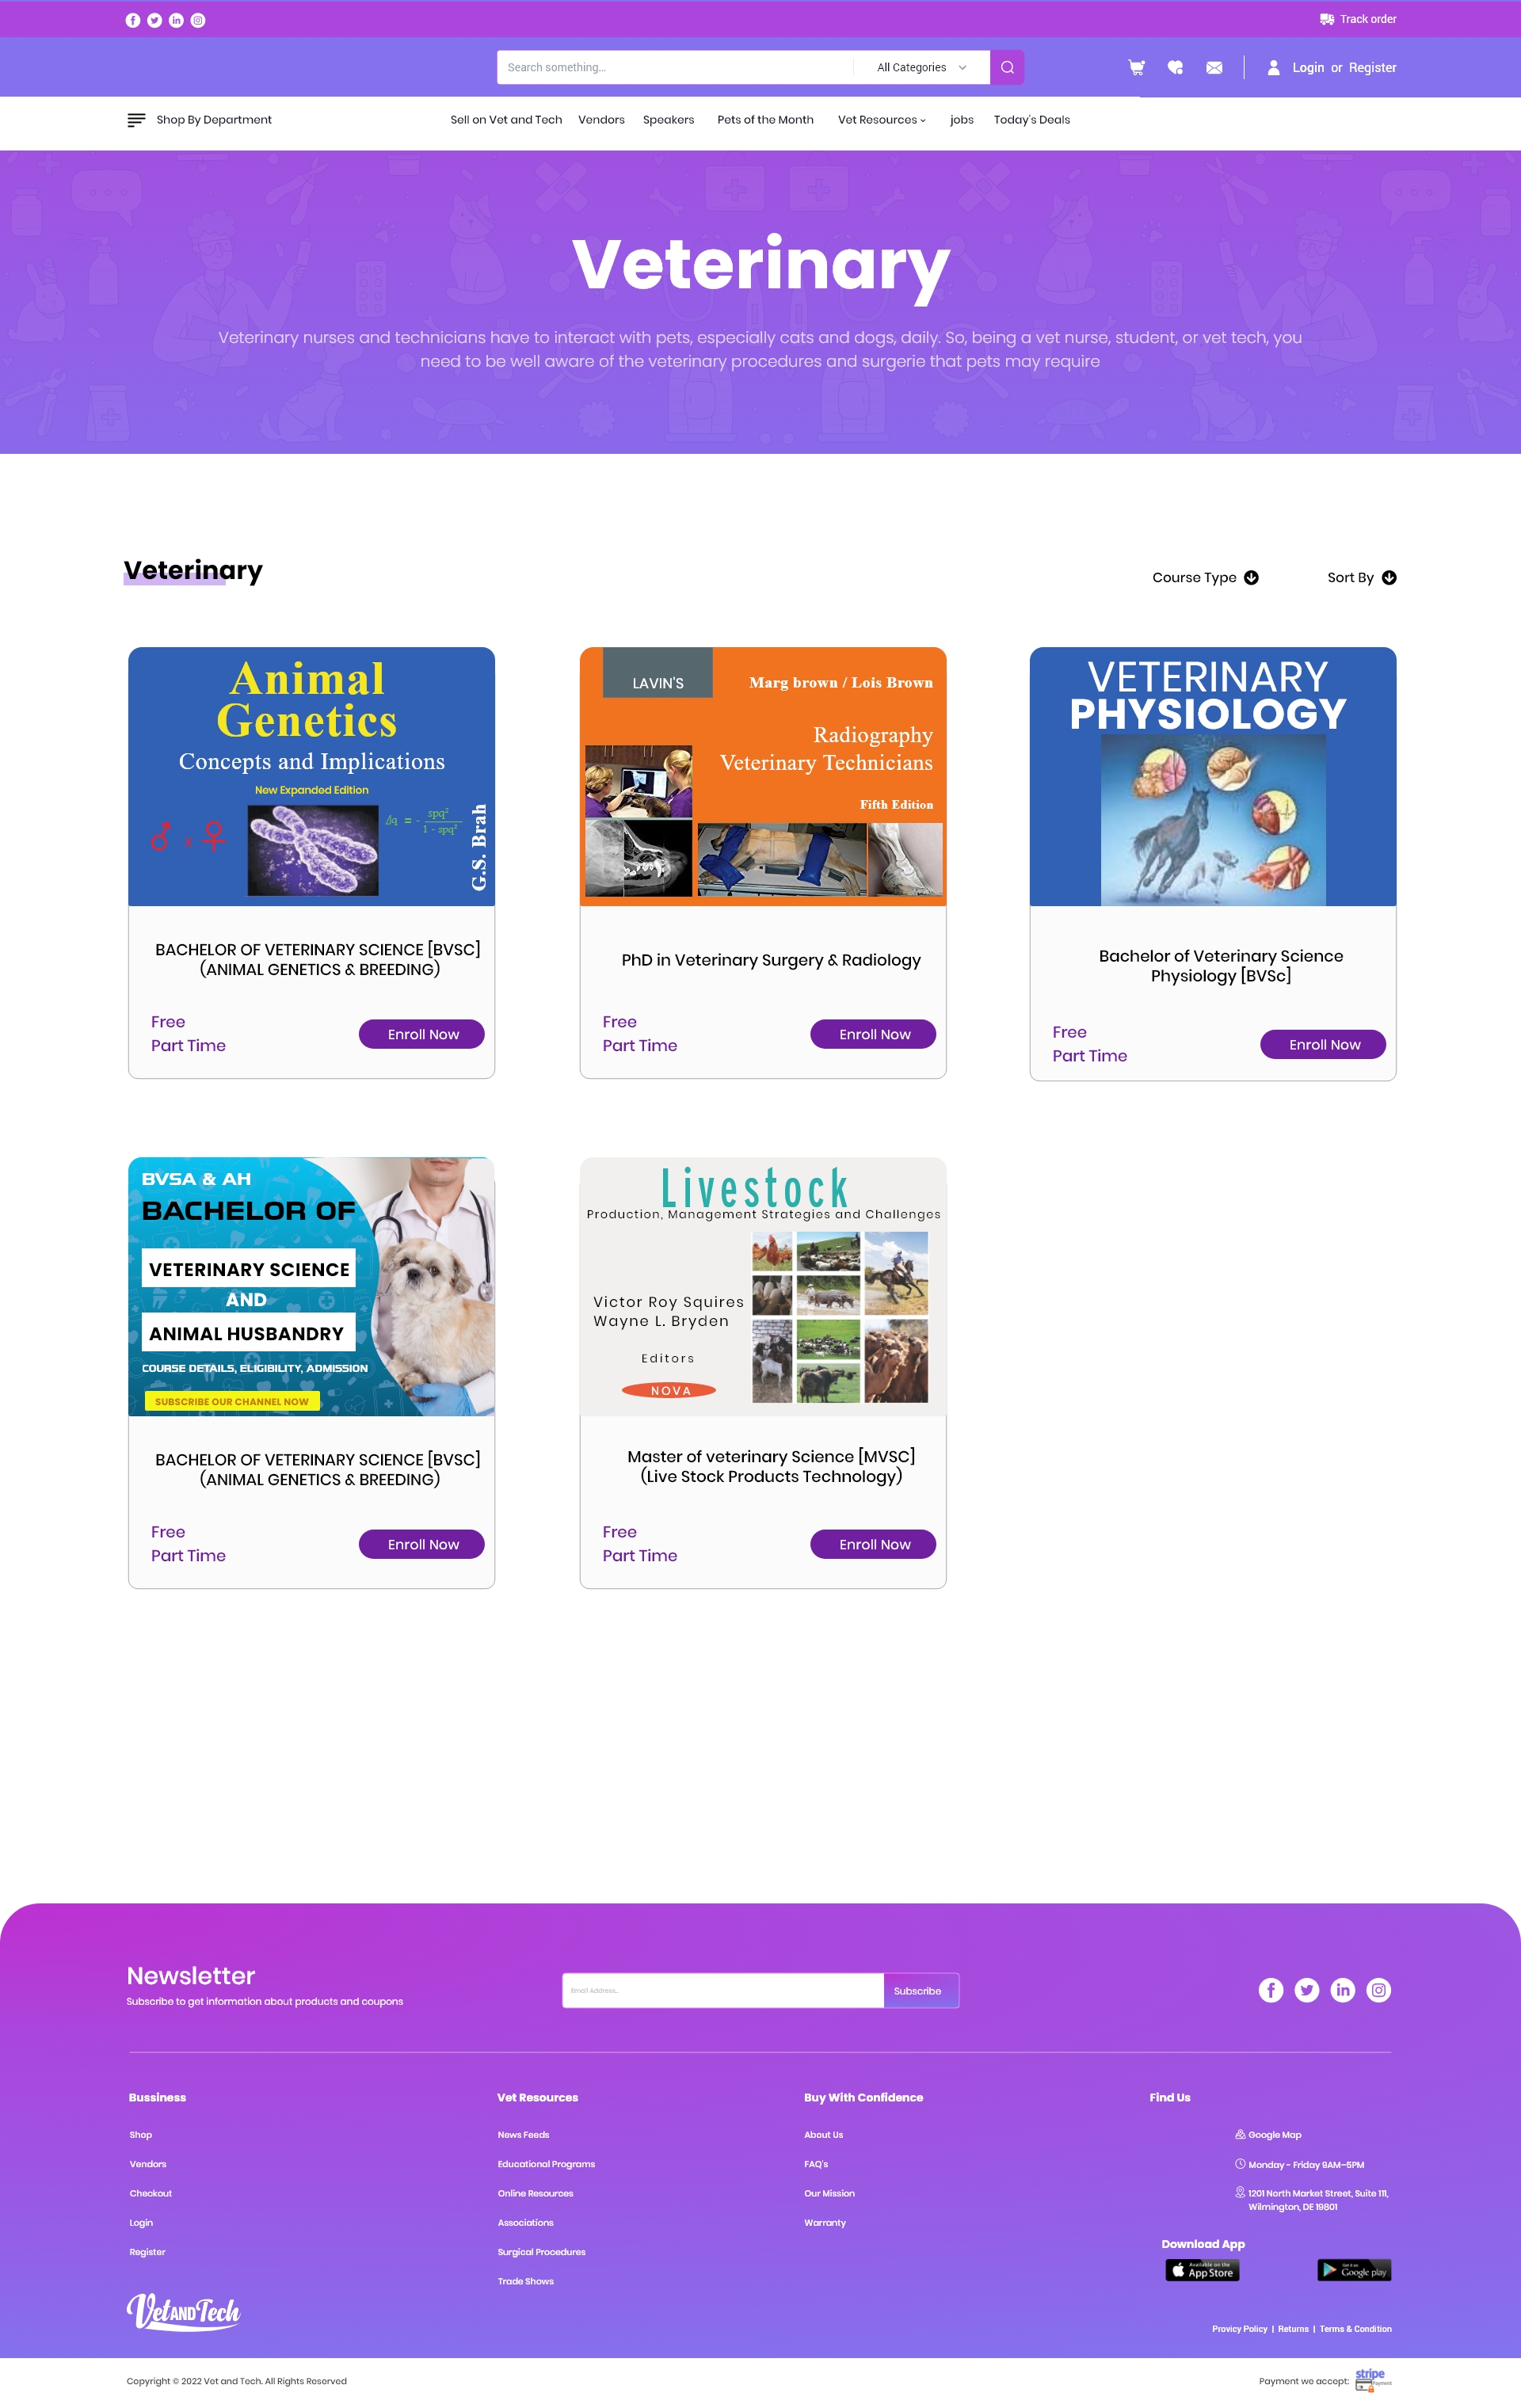 Track order
Search something...
All Categories
Login or Register
Shop By Department
Sell on Vet and Tech
Vendors
Speakers
Pets of the Month
Vet Resources
jobs
Today's Deals
Veterinary
Veterinary nurses and technicians have to interact with pets, especially cats and dogs, daily. So, being a vet nurse, student, or vet tech, you
need to be well aware of the veterinary procedures and surgerie that pets may require
Veterinary
Course Type
Sort By
Animal
Genetics
Concepts and Implications
New Expanded Edition
♂ x ♀
Δq = - spq² / 1 - spq²
G.S. Brah
BACHELOR OF VETERINARY SCIENCE [BVSC]
(ANIMAL GENETICS & BREEDING)
Free
Part Time
Enroll Now
LAVIN'S
Marg brown / Lois Brown
Radiography
Veterinary Technicians
Fifth Edition
PhD in Veterinary Surgery & Radiology
Free
Part Time
Enroll Now
VETERINARY
PHYSIOLOGY
Bachelor of Veterinary Science
Physiology [BVSc]
Free
Part Time
Enroll Now
BVSA & AH
BACHELOR OF
VETERINARY SCIENCE
AND
ANIMAL HUSBANDRY
COURSE DETAILS, ELIGIBILITY, ADMISSION
SUBSCRIBE OUR CHANNEL NOW
BACHELOR OF VETERINARY SCIENCE [BVSC]
(ANIMAL GENETICS & BREEDING)
Free
Part Time
Enroll Now
Livestock
Production, Management Strategies and Challenges
Victor Roy Squires
Wayne L. Bryden
Editors
NOVA
Master of veterinary Science [MVSC]
(Live Stock Products Technology)
Free
Part Time
Enroll Now
Newsletter
Subscribe to get information about products and coupons
Email Address...
Subscribe
Bussiness
Shop
Vendors
Checkout
Login
Register
Vet Resources
News Feeds
Educational Programs
Online Resources
Associations
Surgical Procedures
Trade Shows
Buy With Confidence
About Us
FAQ's
Our Mission
Warranty
Find Us
Google Map
Monday - Friday 9AM–5PM
1201 North Market Street, Suite 111,
Wilmington, DE 19801
Download App
Available on the
App Store
Get it on
Google play
Vet AND Tech
Provicy Policy | Returns | Terms & Condition
Copyright © 2022 Vet and Tech. All Rights Reserved
Payment we accept:
stripe
Payment